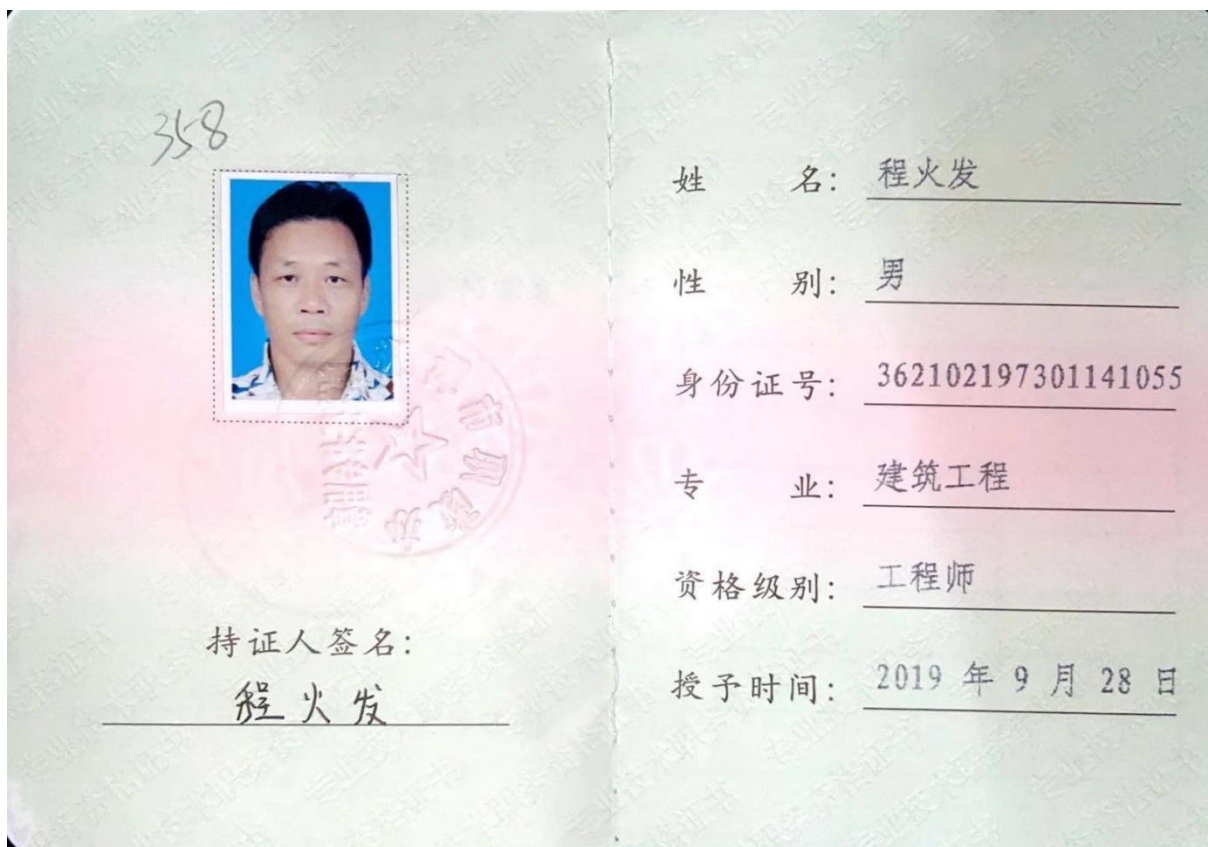 358
持证人签名:
程火发
姓 名: 程火发
性 别: 男
身份证号: 362102197301141055
专 业: 建筑工程
资格级别: 工程师
授予时间: 2019 年 9 月 28 日